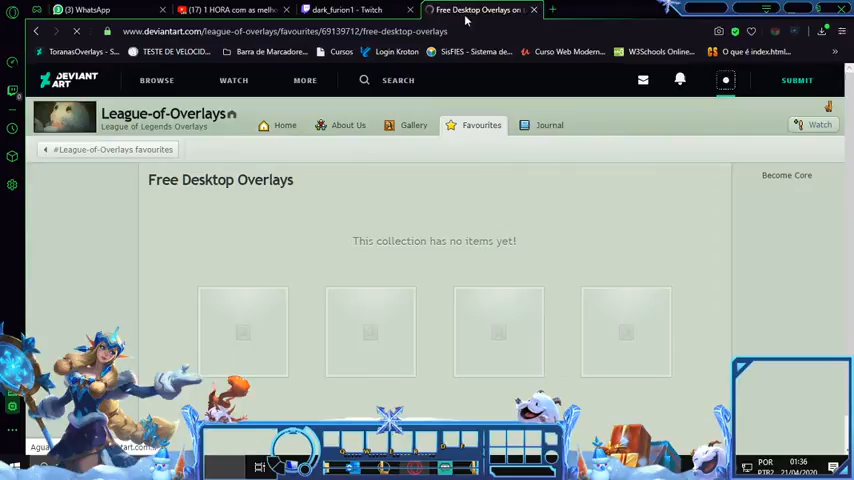 (3) WhatsApp
(17) 1 HORA com as melho
dark_furion1 - Twitch
Free Desktop Overlays on
www.deviantart.com/league-of-overlays/favourites/69139712/free-desktop-overlays
ToranasOverlays - S...
TESTE DE VELOCID...
Barra de Marcadore...
Cursos
Login Kroton
SisFIES - Sistema de...
Curso Web Modern...
W3Schools Online...
O que é index.html...
DEVIANT ART
BROWSE
WATCH
MORE
SEARCH
SUBMIT
League-of-Overlays
League of Legends Overlays
Home
About Us
Gallery
Favourites
Journal
Watch
#League-of-Overlays favourites
Free Desktop Overlays
Become Core
This collection has no items yet!
POR
PTB2
01:36
21/04/2020